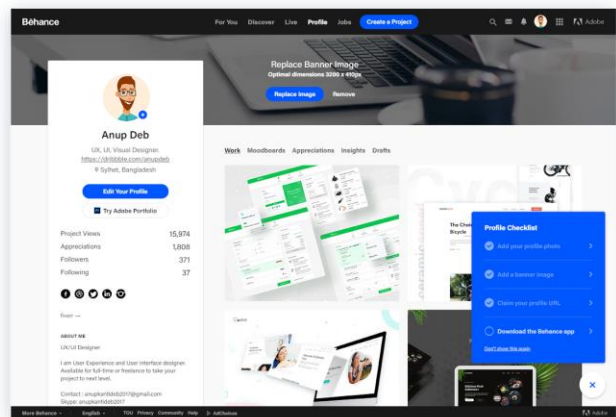 Bēhance
For You Discover Live Profile Jobs Create a Project
Adobe
Replace Banner Image
Optimal dimensions 3200 x 410px
Replace Image Remove
Anup Deb
UX, UI, Visual Designer
https://dribbble.com/anupdeb
Sylhet, Bangladesh
Edit Your Profile
Try Adobe Portfolio
Project Views 15,974
Appreciations 1,808
Followers 371
Following 37
ABOUT ME
UX/UI Designer
I am User Experience and User interface designer.
Available for full-time or freelance to take your
project to next level.
Contact : anupkantideb2017@gmail.com
Skype: anupkantideb2017
Work Moodboards Appreciations Insights Drafts
The
Bicycle
Profile Checklist
Add your profile photo
Add a banner image
Claim your profile URL
Download the Behance app
Don't show this again
More Behance English TOU Privacy Community Help AdChoices
Adobe